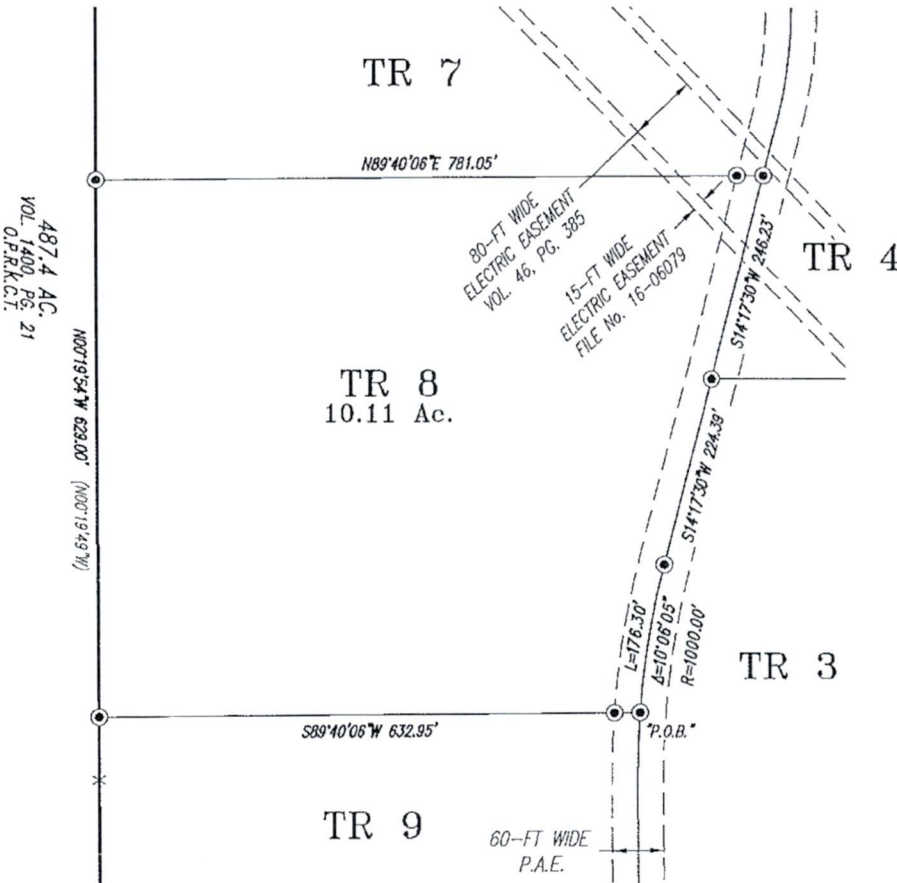 TR 7
N89°40'06"E 781.05'
80-FT WIDE
ELECTRIC EASEMENT
VOL. 46, PG. 385
15-FT WIDE
ELECTRIC EASEMENT
FILE No. 16-06079
TR 4
S14°17'30"W 246.23'
487.4 AC.
VOL. 1400, PG. 21
O.P.R.K.C.T.
N00°19'54"W 629.00' (N00°19'49"W)
TR 8
10.11 Ac.
S14°17'30"W 224.39'
L=176.30'
Δ=10°06'05"
R=1000.00'
TR 3
S89°40'06"W 632.95'
"P.O.B."
TR 9
60-FT WIDE
P.A.E.